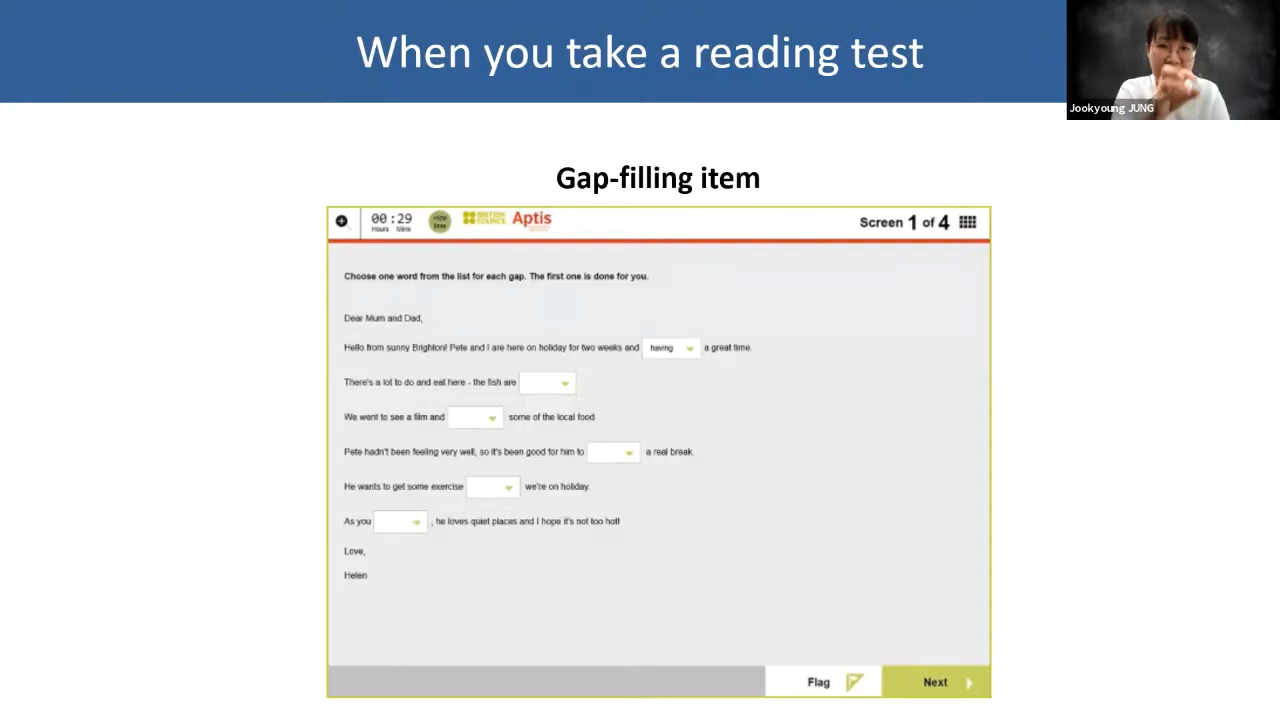 When you take a reading test
Jookyoung JUNG
Gap-filling item
00:29
Hours Mins
Hide time
BRITISH COUNCIL
Aptis
Screen 1 of 4
Choose one word from the list for each gap. The first one is done for you.
Dear Mum and Dad,
Hello from sunny Brighton! Pete and I are here on holiday for two weeks and having a great time.
There's a lot to do and eat here - the fish are
We went to see a film and some of the local food.
Pete hadn't been feeling very well, so it's been good for him to a real break.
He wants to get some exercise we're on holiday.
As you , he loves quiet places and I hope it's not too hot!
Love,
Helen
Flag
Next